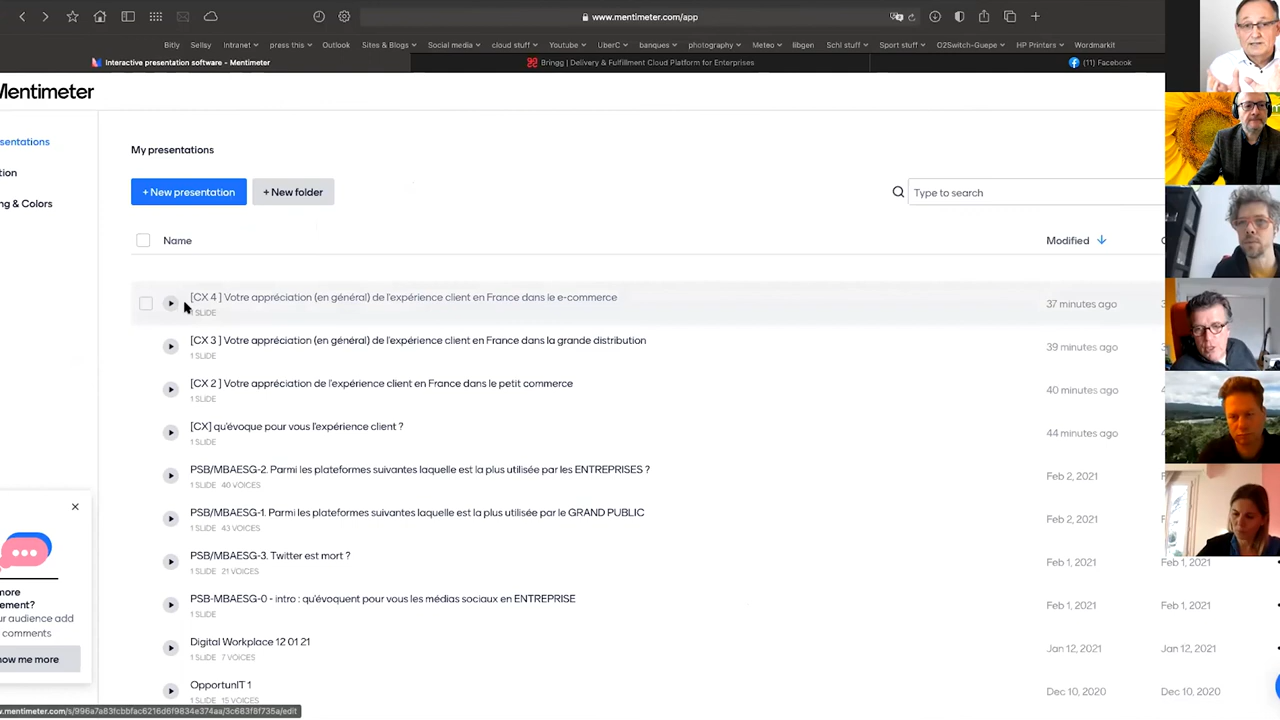 www.mentimeter.com/app
Bitly Sellay Intranet press this Outlook Sites & Blogs Social media cloud stuff Youtube UberC banques photography Meteo libgen Schl stuff Sport stuff O2Switch-Guepe HP Printers Wordmarkit
Interactive presentation software - Mentimeter
Bringg | Delivery & Fulfillment Cloud Platform for Enterprises
(11) Facebook
Mentimeter
sentations
tion
ng & Colors
My presentations
+ New presentation
+ New folder
Type to search
Name
Modified
[CX 4 ] Votre appréciation (en général) de l'expérience client en France dans le e-commerce
1 SLIDE
37 minutes ago
[CX 3 ] Votre appréciation (en général) de l'expérience client en France dans la grande distribution
1 SLIDE
39 minutes ago
[CX 2 ] Votre appréciation de l'expérience client en France dans le petit commerce
1 SLIDE
40 minutes ago
[CX] qu'évoque pour vous l'expérience client ?
1 SLIDE
44 minutes ago
PSB/MBAESG-2. Parmi les plateformes suivantes laquelle est la plus utilisée par les ENTREPRISES ?
1 SLIDE 40 VOICES
Feb 2, 2021
PSB/MBAESG-1. Parmi les plateformes suivantes laquelle est la plus utilisée par le GRAND PUBLIC
1 SLIDE 43 VOICES
Feb 2, 2021
PSB/MBAESG-3. Twitter est mort ?
1 SLIDE 21 VOICES
Feb 1, 2021
Feb 1, 2021
PSB-MBAESG-0 - intro : qu'évoquent pour vous les médias sociaux en ENTREPRISE
1 SLIDE
Feb 1, 2021
Feb 1, 2021
Digital Workplace 12 01 21
1 SLIDE 7 VOICES
Jan 12, 2021
Jan 12, 2021
OpportunIT 1
1 SLIDE 15 VOICES
Dec 10, 2020
Dec 10, 2020
more
ement?
ur audience add
comments
ow me more
w.mentimeter.com/s/996a7a83fcbbfac6216d6f9834e374aa/3c683f8f735a/edit